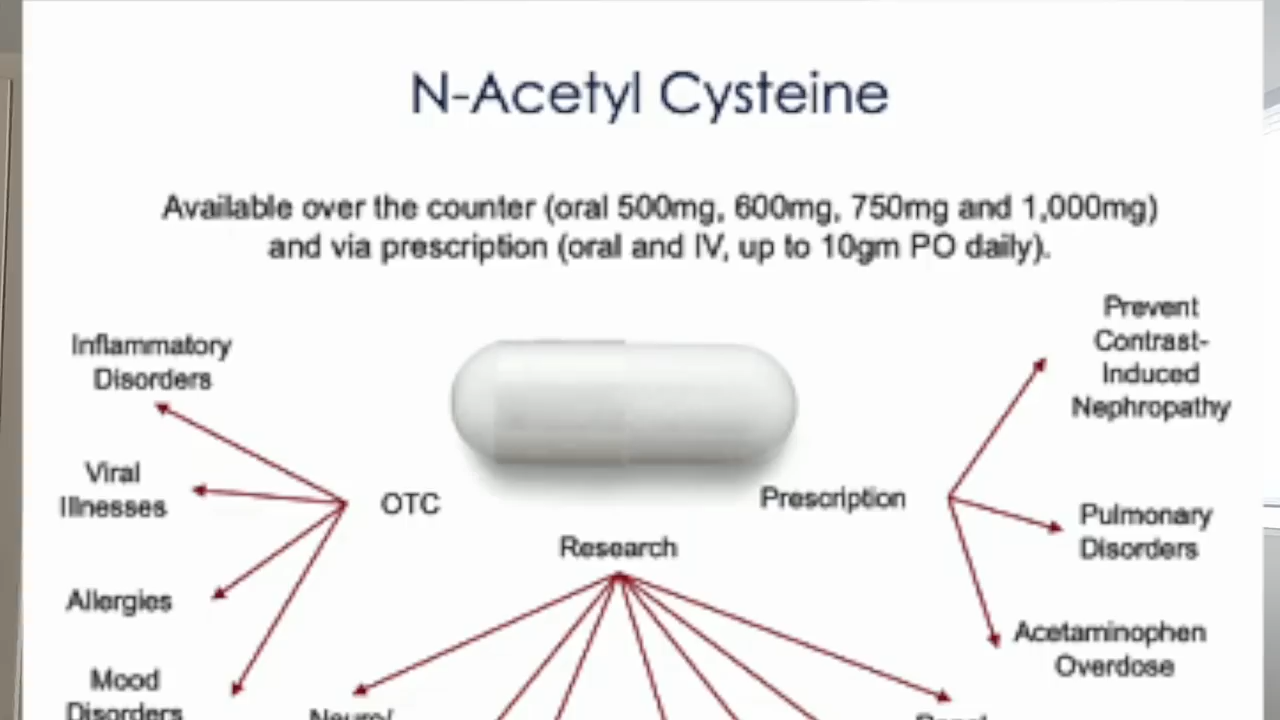 N-Acetyl Cysteine
Available over the counter (oral 500mg, 600mg, 750mg and 1,000mg)
and via prescription (oral and IV, up to 10gm PO daily).
Inflammatory
Disorders
Viral
Illnesses
Allergies
Mood
Disorders
OTC
Research
Neuro/
Renal
Prescription
Prevent
Contrast-
Induced
Nephropathy
Pulmonary
Disorders
Acetaminophen
Overdose